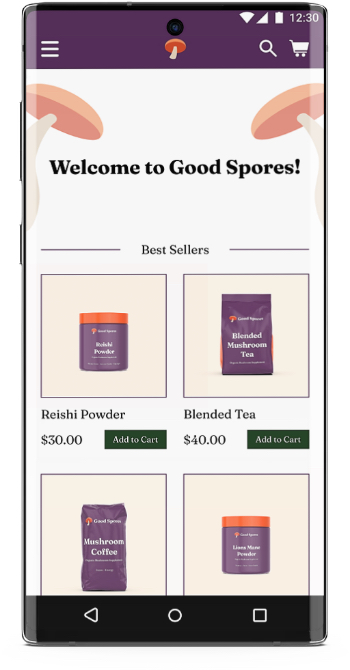 12:30
Welcome to Good Spores!
Best Sellers
Good Spores
Reishi
Powder
Good Spores
Blended
Mushroom
Tea
Reishi Powder
Blended Tea
$30.00
Add to Cart
$40.00
Add to Cart
Good Spores
Mushroom
Coffee
Good Spores
Lions Mane
Powder